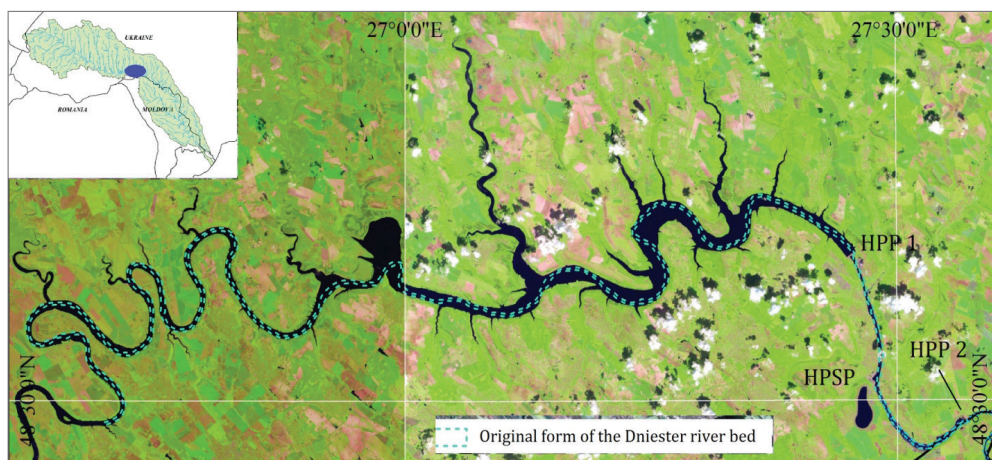 UKRAINE
ROMANIA
MOLDOVA
27°0'0"E
27°30'0"E
HPP 1
HPP 2
HPSP
48°30'0"N
48°30'0"N
Original form of the Dniester river bed